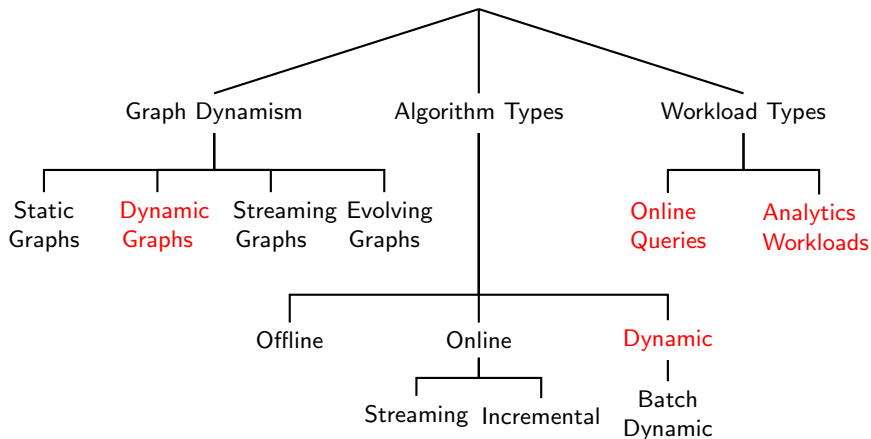 Graph Dynamism
Algorithm Types
Workload Types
Static
Graphs
Dynamic
Graphs
Streaming
Graphs
Evolving
Graphs
Online
Queries
Analytics
Workloads
Offline
Online
Dynamic
Streaming
Incremental
Batch
Dynamic